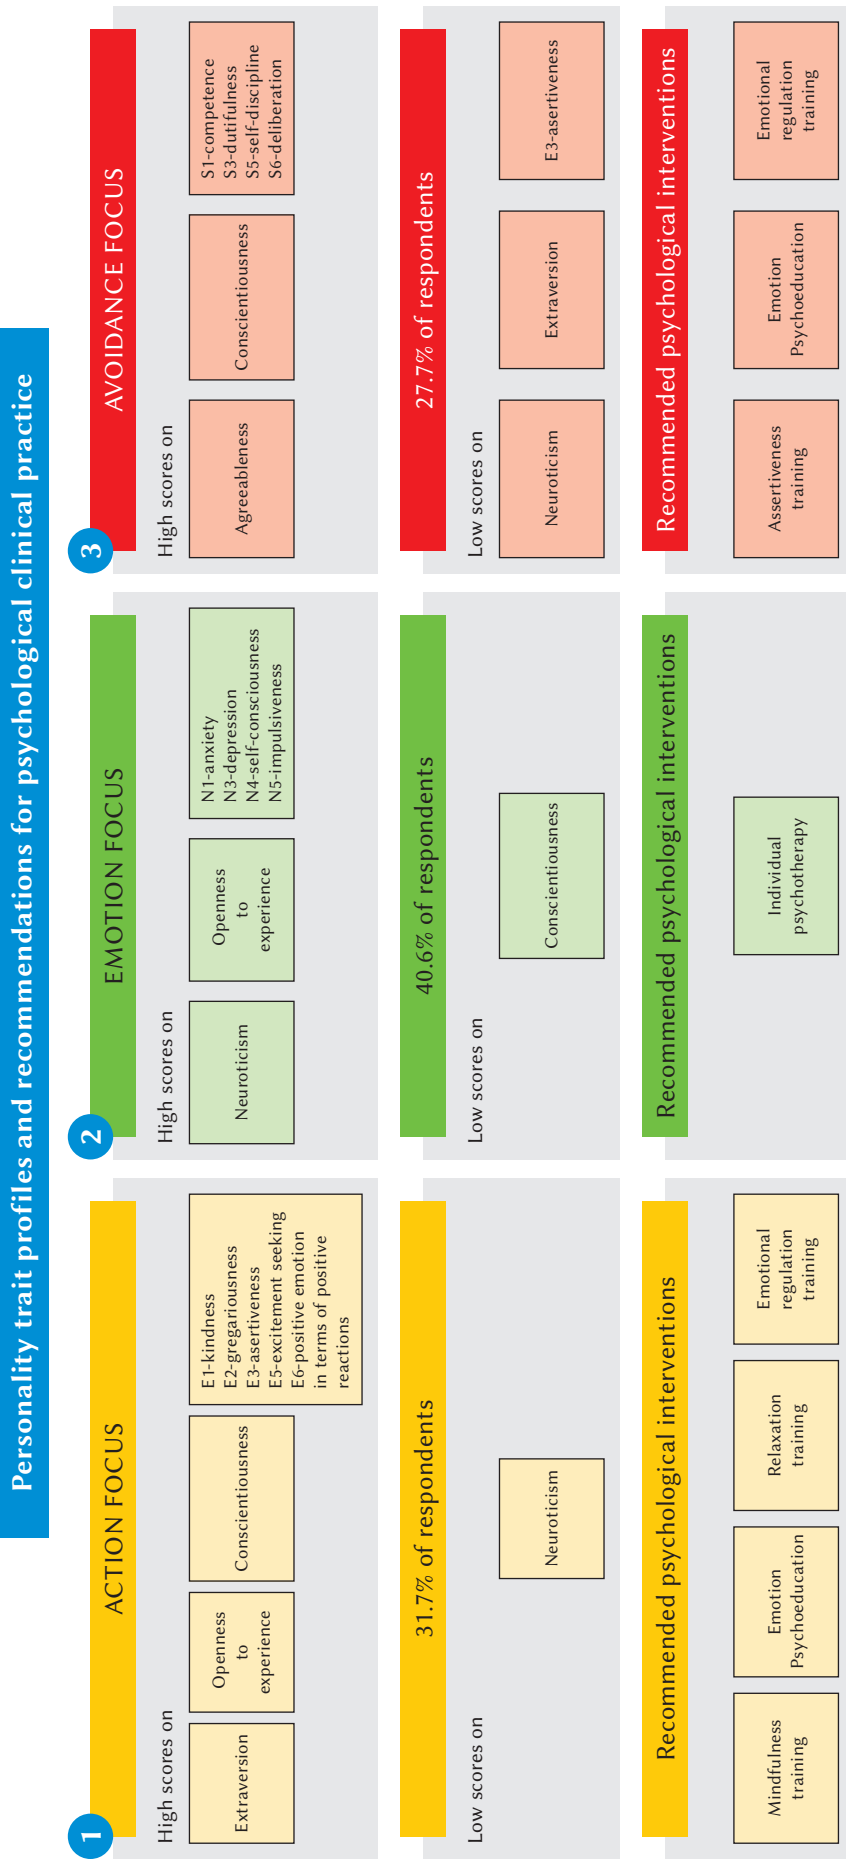 Personality trait profiles and recommendations for psychological clinical practice
1
ACTION FOCUS
High scores on
Extraversion
Openness
to
experience
Conscientiousness
E1-kindness
E2-gregariousness
E3-asertiveness
E5-excitement seeking
E6-positive emotion
in terms of positive
reactions
31.7% of respondents
Low scores on
Neuroticism
Recommended psychological interventions
Mindfulness
training
Emotion
Psychoeducation
Relaxation
training
Emotional
regulation
training
2
EMOTION FOCUS
High scores on
Neuroticism
Openness
to
experience
N1-anxiety
N3-depression
N4-self-consciousness
N5-impulsiveness
40.6% of respondents
Low scores on
Conscientiousness
Recommended psychological interventions
Individual
psychotherapy
3
AVOIDANCE FOCUS
High scores on
Agreeableness
Conscientiousness
S1-competence
S3-dutifulness
S5-self-discipline
S6-deliberation
27.7% of respondents
Low scores on
Neuroticism
Extraversion
E3-asertiveness
Recommended psychological interventions
Assertiveness
training
Emotion
Psychoeducation
Emotional
regulation
training